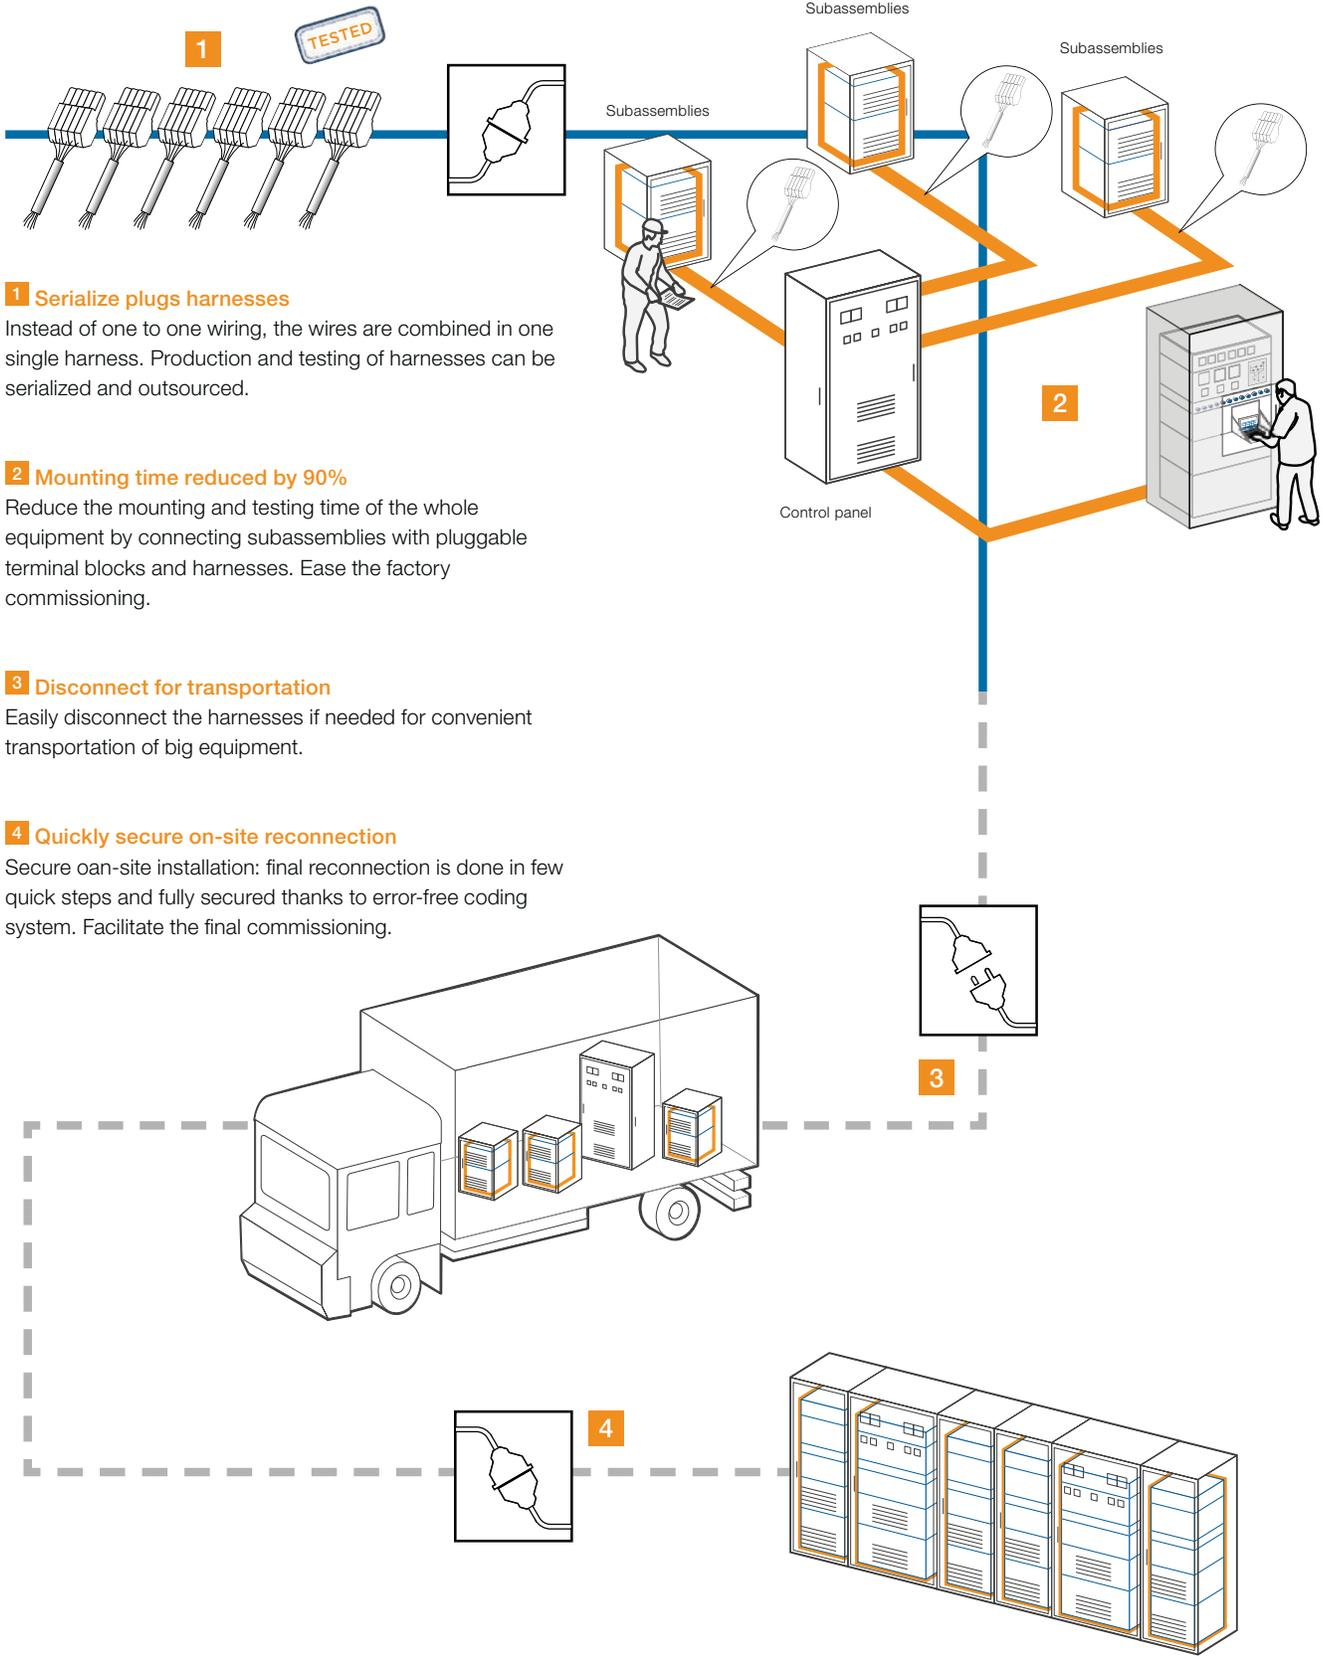 Subassemblies
Subassemblies
Subassemblies
1
TESTED
1 Serialize plugs harnesses
Instead of one to one wiring, the wires are combined in one
single harness. Production and testing of harnesses can be
serialized and outsourced.
2
2 Mounting time reduced by 90%
Reduce the mounting and testing time of the whole
equipment by connecting subassemblies with pluggable
terminal blocks and harnesses. Ease the factory
commissioning.
Control panel
3 Disconnect for transportation
Easily disconnect the harnesses if needed for convenient
transportation of big equipment.
4 Quickly secure on-site reconnection
Secure oan-site installation: final reconnection is done in few
quick steps and fully secured thanks to error-free coding
system. Facilitate the final commissioning.
3
4